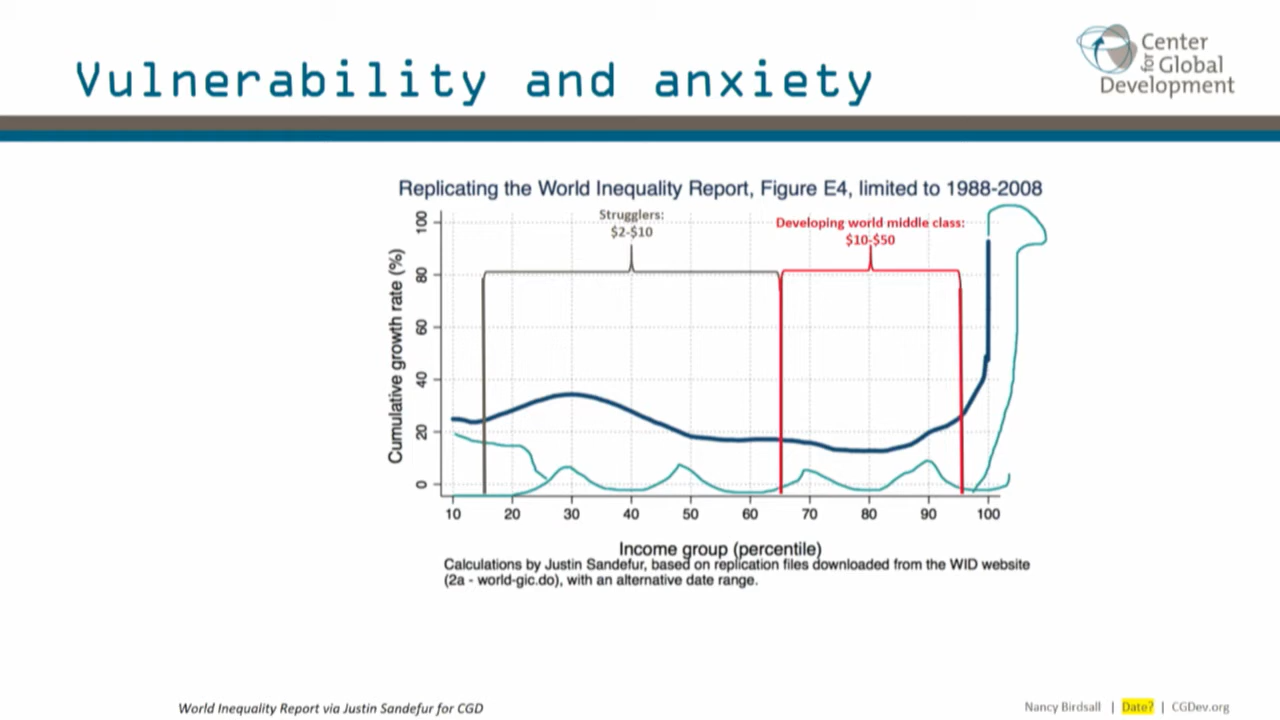 Vulnerability and anxiety
Center
for Global
Development
Replicating the World Inequality Report, Figure E4, limited to 1988-2008
Strugglers:
$2-$10
Developing world middle class:
$10-$50
Cumulative growth rate (%)
100
80
60
40
20
0
10 20 30 40 50 60 70 80 90 100
Income group (percentile)
Calculations by Justin Sandefur, based on replication files downloaded from the WID website
(2a - world-gic.do), with an alternative date range.
World Inequality Report via Justin Sandefur for CGD
Nancy Birdsall | Date? | CGDev.org